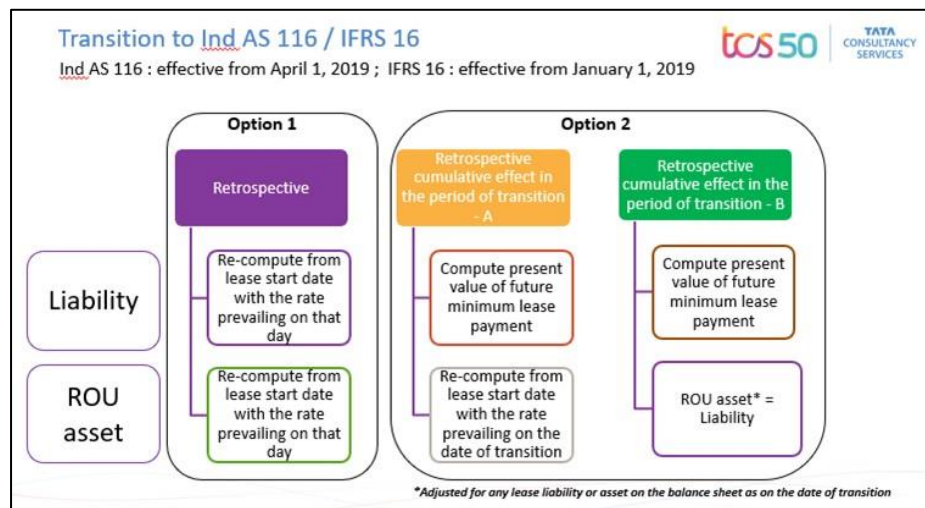 Transition to Ind AS 116 / IFRS 16
Ind AS 116 : effective from April 1, 2019 ; IFRS 16 : effective from January 1, 2019
tcs 50
TATA
CONSULTANCY
SERVICES
Option 1
Option 2
Retrospective
Retrospective
cumulative effect in
the period of transition
- A
Retrospective
cumulative effect in the
period of transition - B
Liability
Re-compute from
lease start date
with the rate
prevailing on that
day
Compute present
value of future
minimum lease
payment
Compute present
value of future
minimum lease
payment
ROU
asset
Re-compute from
lease start date
with the rate
prevailing on that
day
Re-compute from
lease start date
with the rate
prevailing on the
date of transition
ROU asset* =
Liability
*Adjusted for any lease liability or asset on the balance sheet as on the date of transition